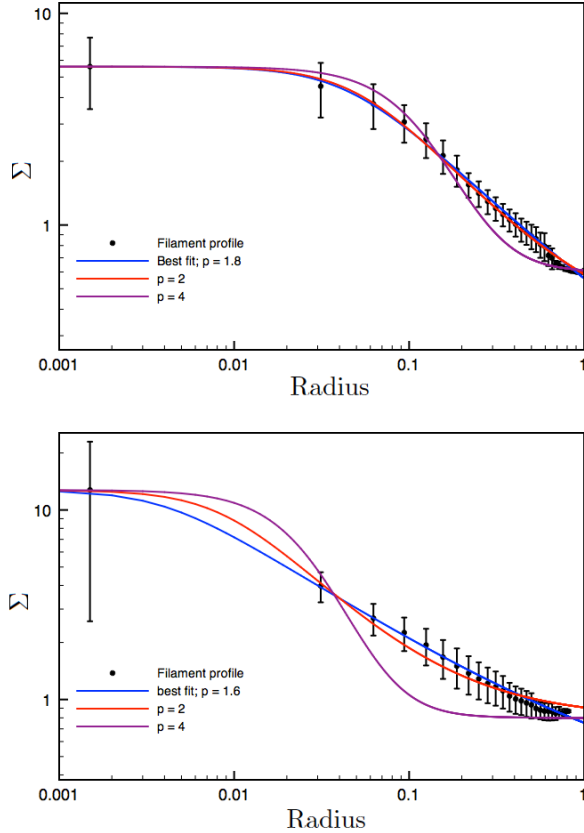 10
Σ
1
Filament profile
Best fit; p = 1.8
p = 2
p = 4
0.001
0.01
0.1
1
Radius
10
Σ
1
Filament profile
best fit; p = 1.6
p = 2
p = 4
0.001
0.01
0.1
1
Radius